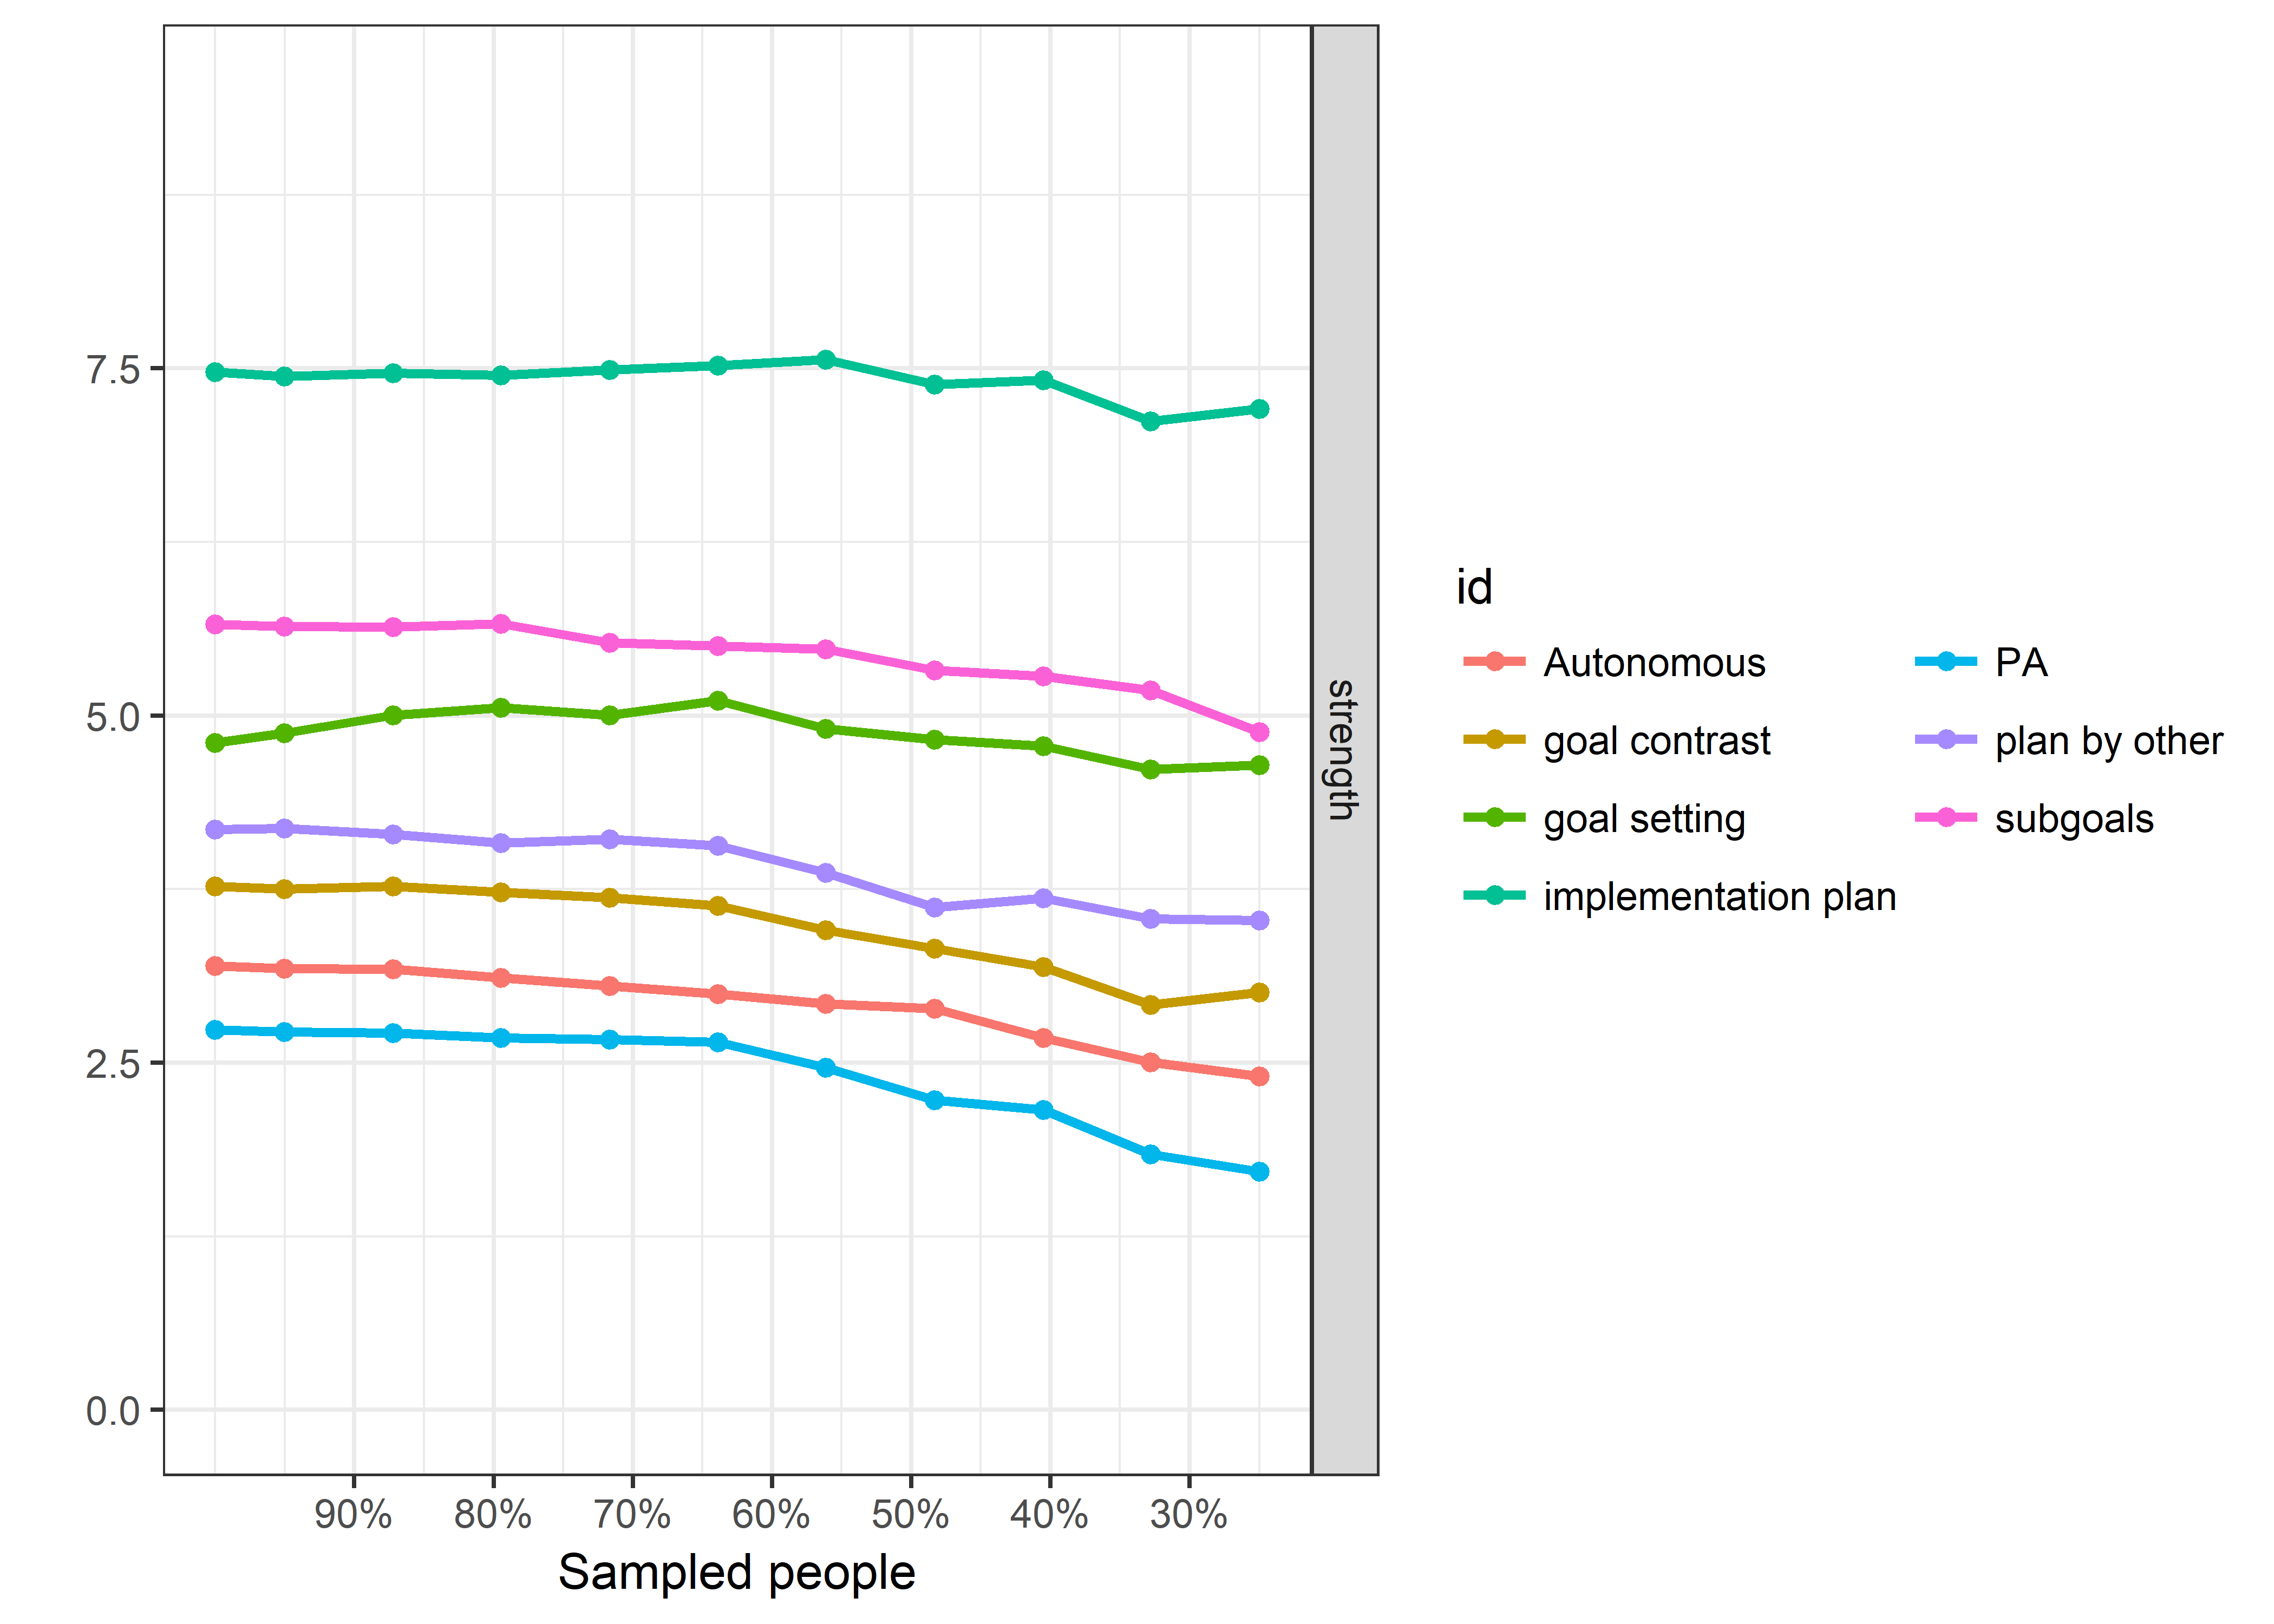 7.5
5.0
2.5
0.0
90% 80% 70% 60% 50% 40% 30%
Sampled people
strength
id
Autonomous
goal contrast
goal setting
implementation plan
PA
plan by other
subgoals